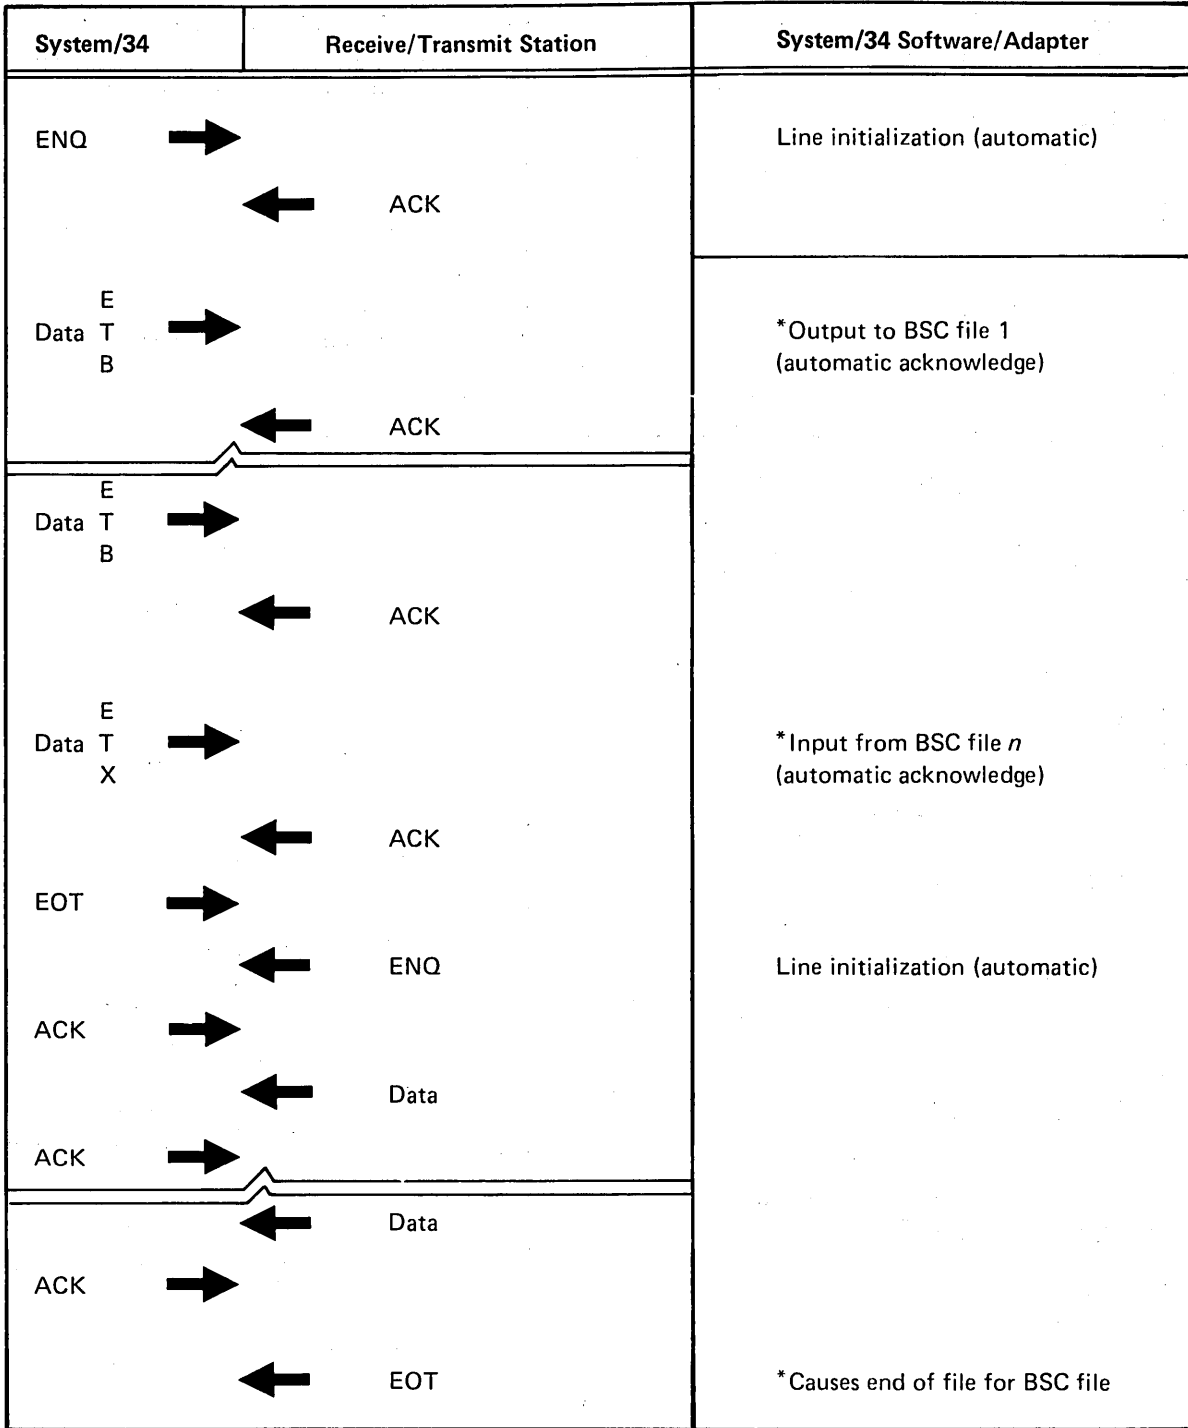 System/34 Receive/Transmit Station System/34 Software/Adapter
ENQ Line initialization (automatic)
ACK
E
Data T *Output to BSC file 1
B (automatic acknowledge)
ACK
E
Data T
B
ACK
E
Data T *Input from BSC file n
X (automatic acknowledge)
ACK
EOT
ENQ Line initialization (automatic)
ACK
Data
ACK
Data
ACK
EOT *Causes end of file for BSC file